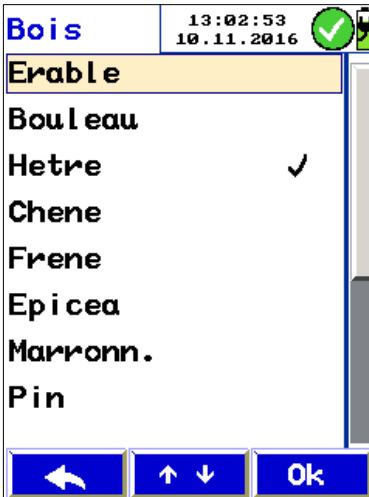 Bois
13:02:53
10.11.2016
Erable
Bouleau
Hetre
Chene
Frene
Epicea
Marronn.
Pin
Ok